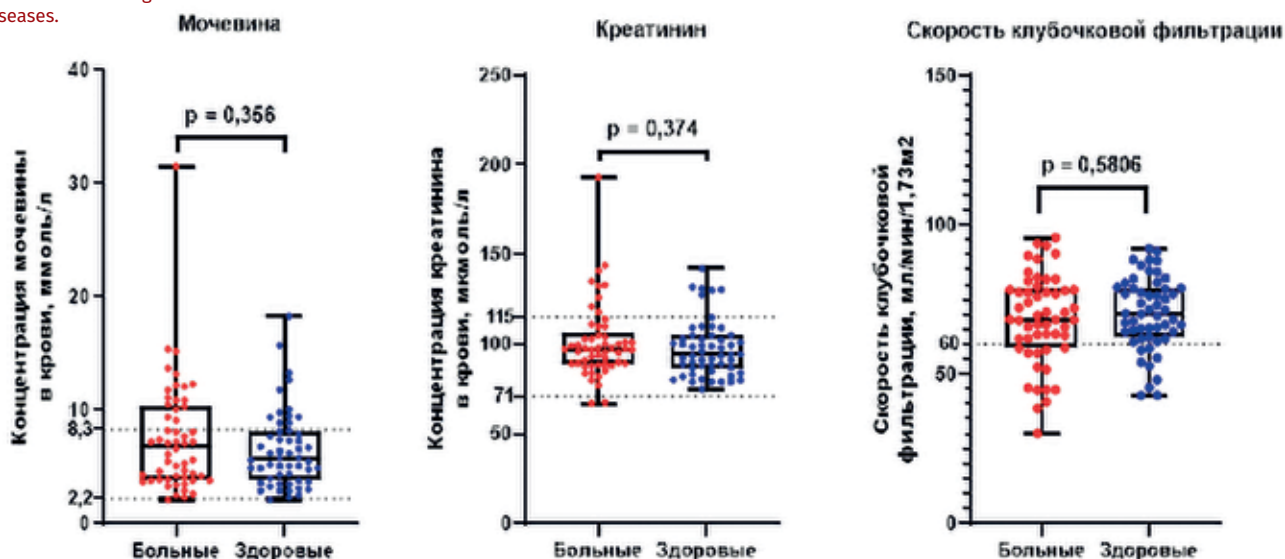 seases.
Мочевина
Концентрация мочевины
в крови, ммоль/л
40
30
20
10
8,3
2,2
0
p = 0,356
Больные
Здоровые
Креатинин
Концентрация креатинина
в крови, мкмоль/л
250
200
150
115
100
71
50
0
p = 0,374
Больные
Здоровые
Скорость клубочковой фильтрации
Скорость клубочковой
фильтрации, мл/мин/1,73м2
150
100
60
50
0
p = 0,5806
Больные
Здоровые